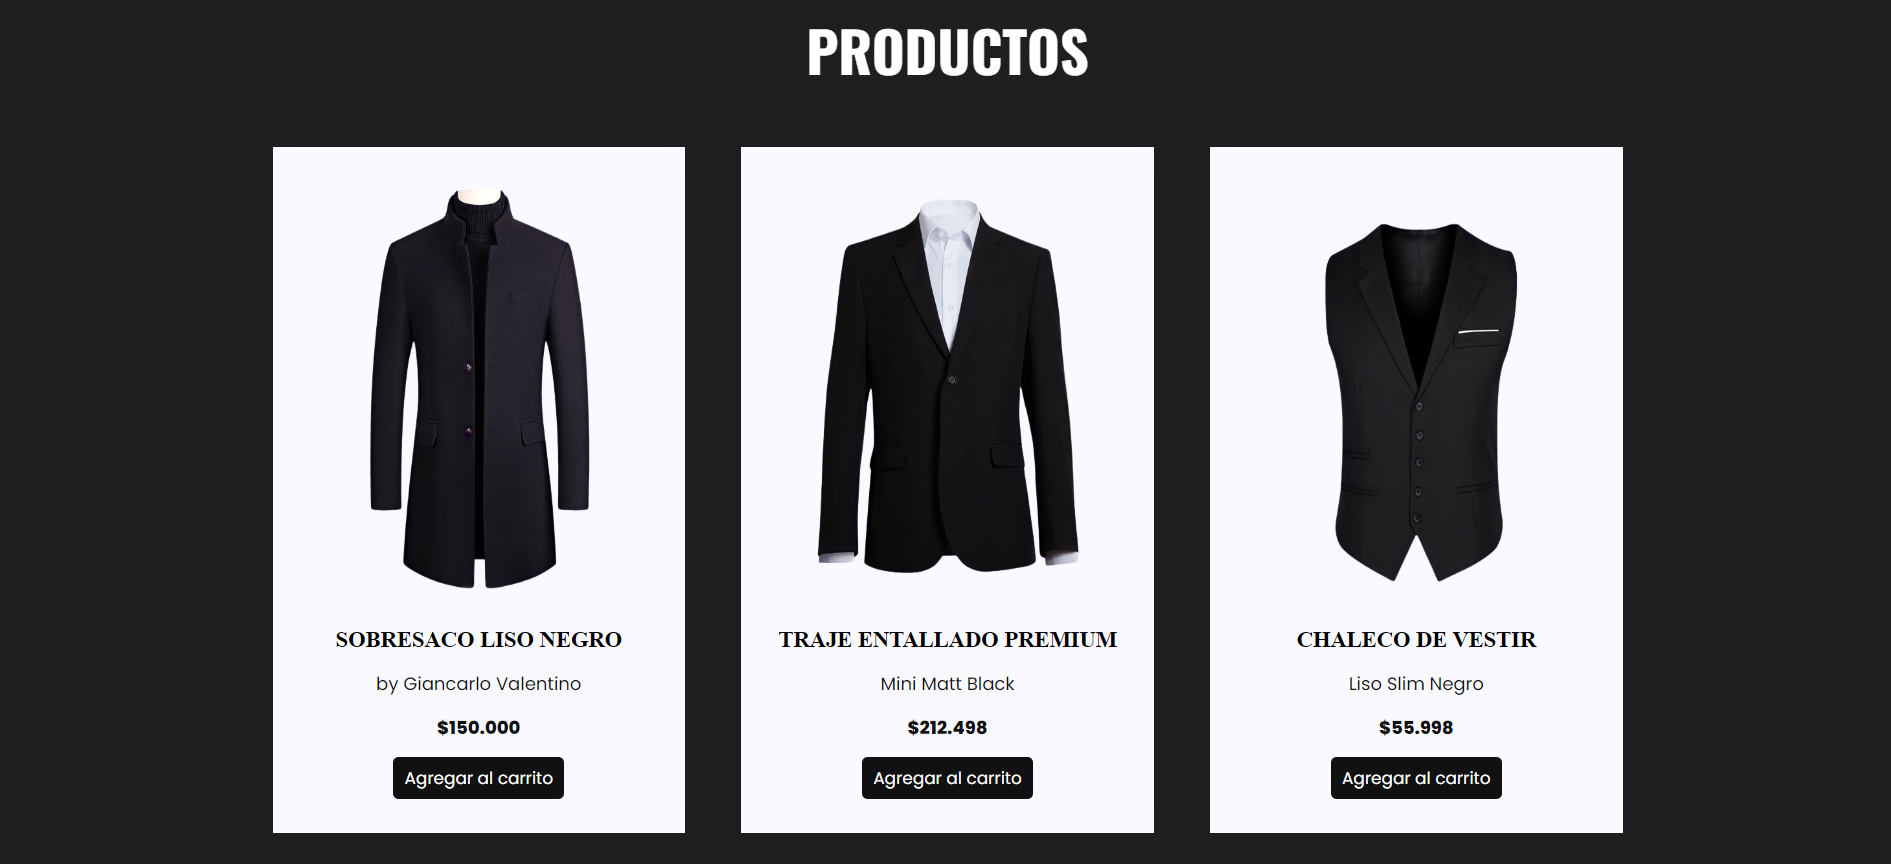 PRODUCTOS
SOBRESACO LISO NEGRO
by Giancarlo Valentino
$150.000
Agregar al carrito
TRAJE ENTALLADO PREMIUM
Mini Matt Black
$212.498
Agregar al carrito
CHALECO DE VESTIR
Liso Slim Negro
$55.998
Agregar al carrito